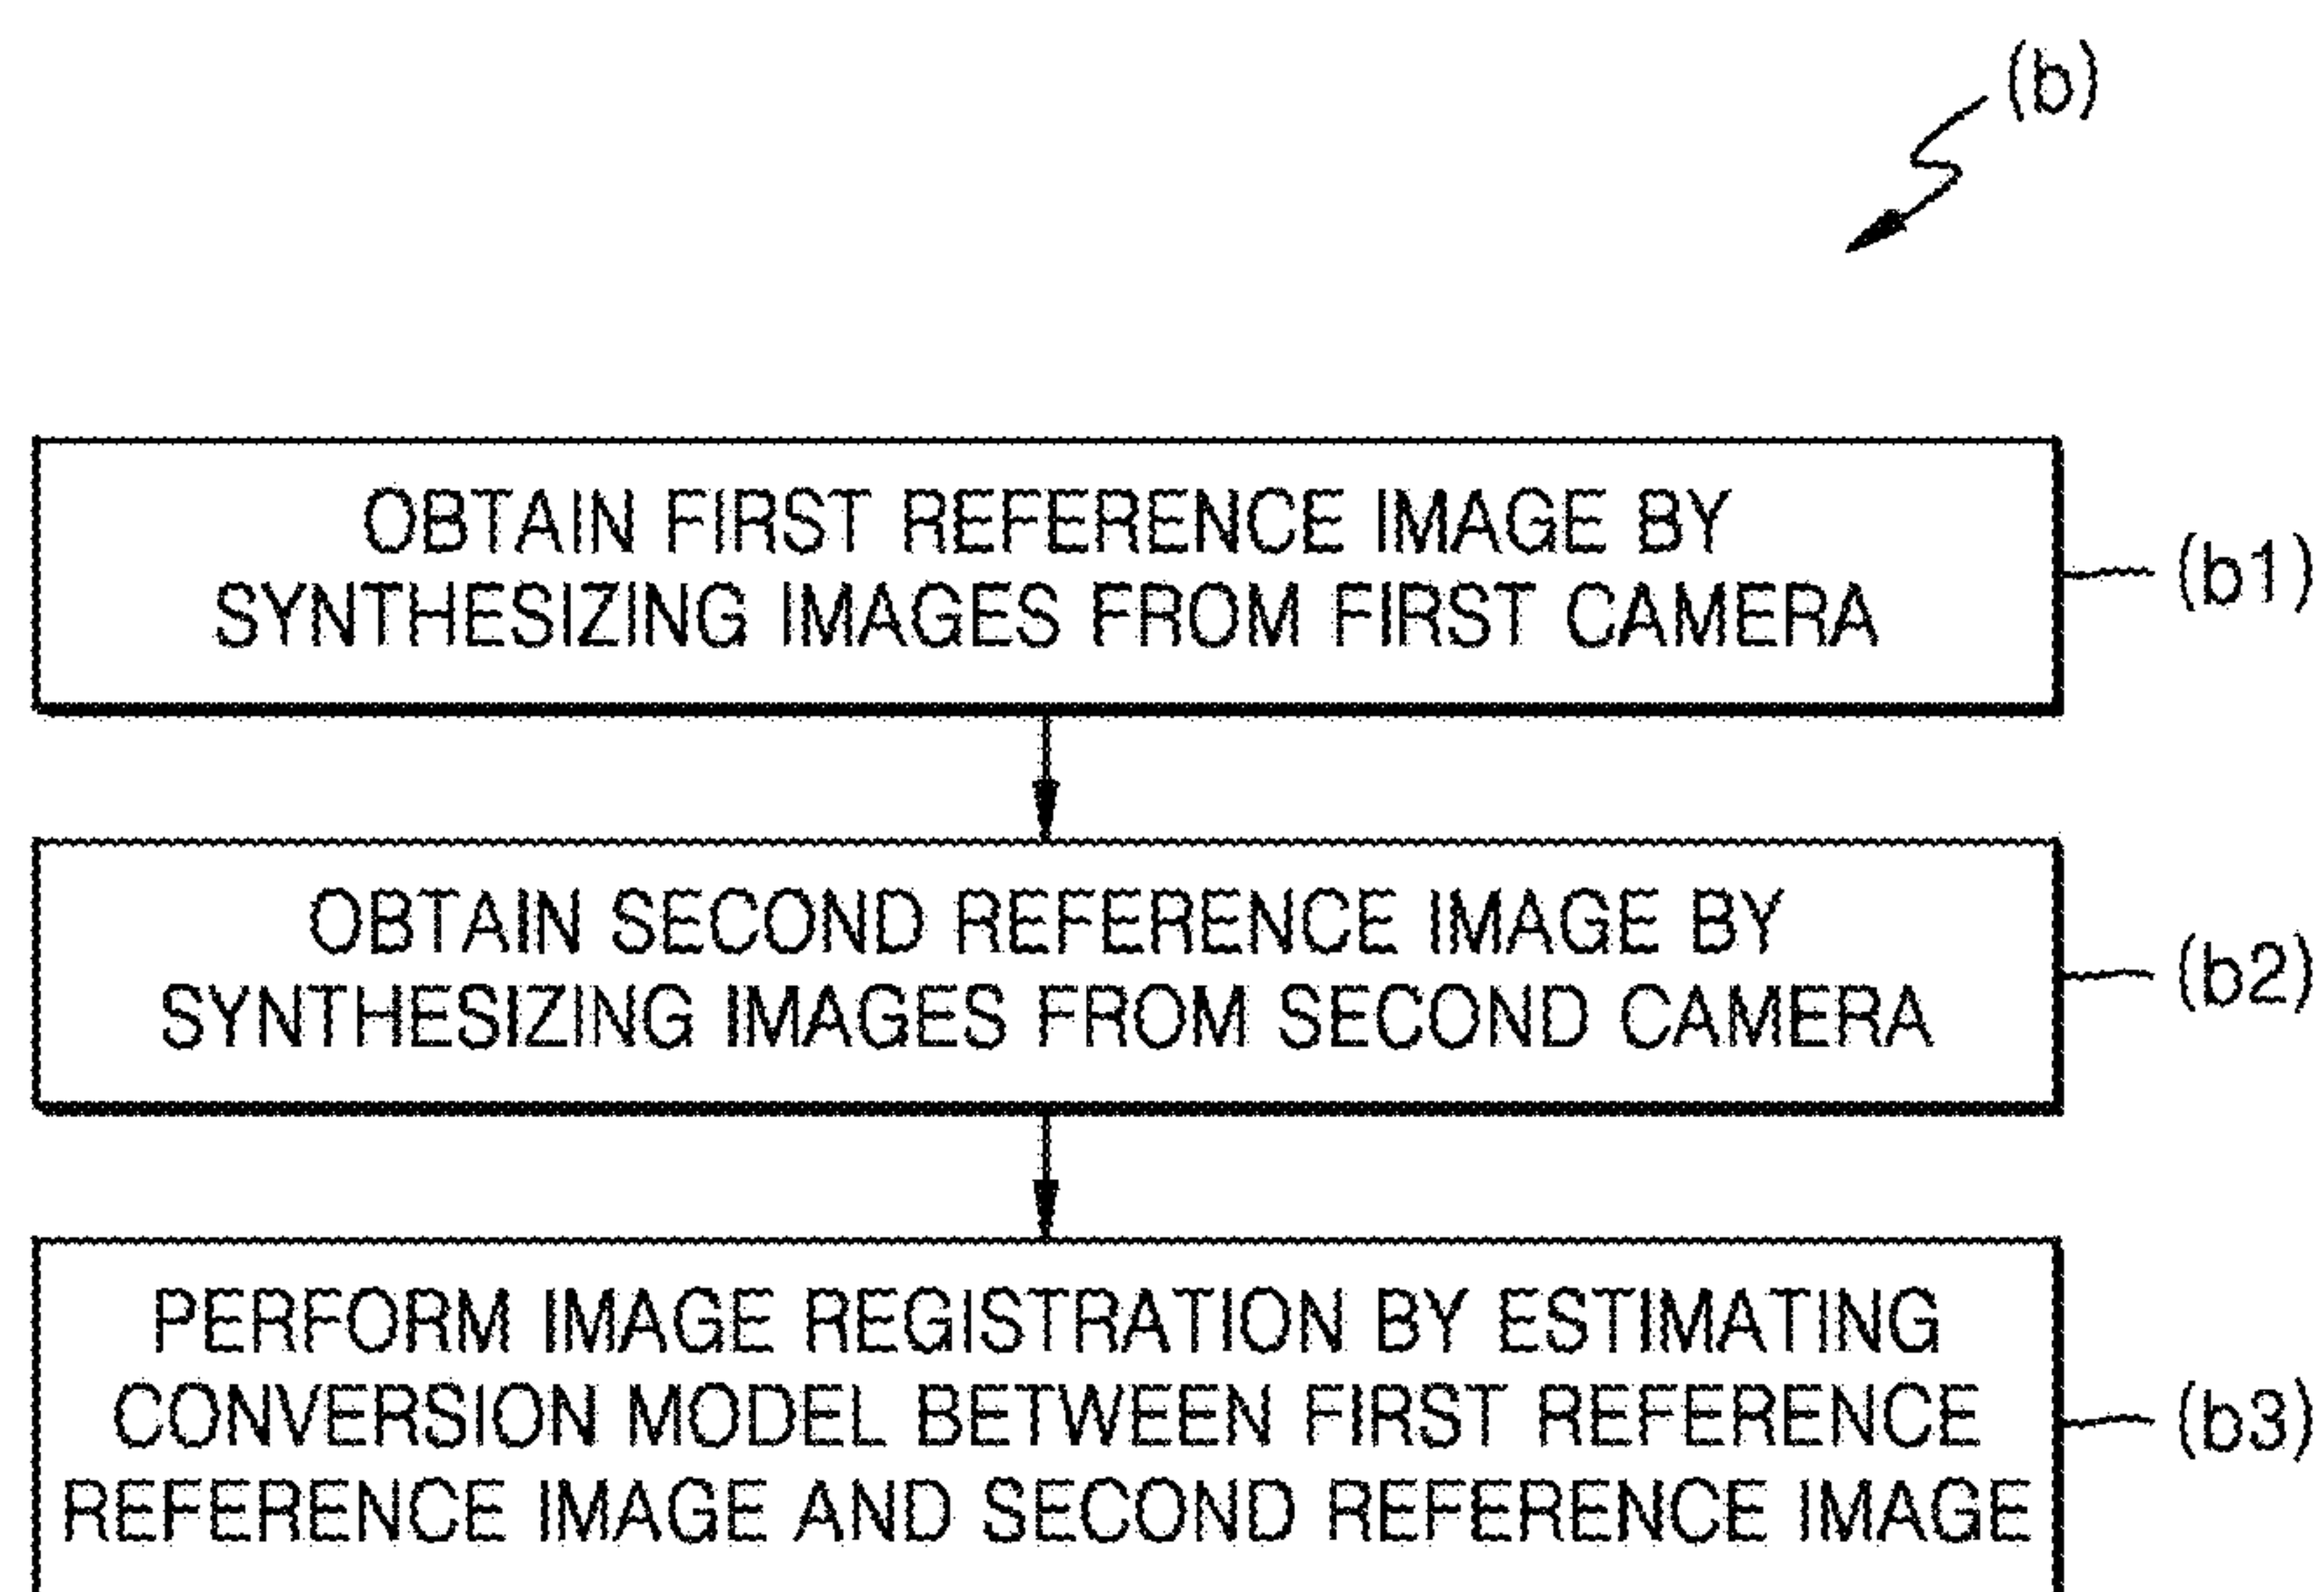 (b)
OBTAIN FIRST REFERENCE IMAGE BY
SYNTHESIZING IMAGES FROM FIRST CAMERA
(b1)
OBTAIN SECOND REFERENCE IMAGE BY
SYNTHESIZING IMAGES FROM SECOND CAMERA
(b2)
PERFORM IMAGE REGISTRATION BY ESTIMATING
CONVERSION MODEL BETWEEN FIRST REFERENCE
REFERENCE IMAGE AND SECOND REFERENCE IMAGE
(b3)